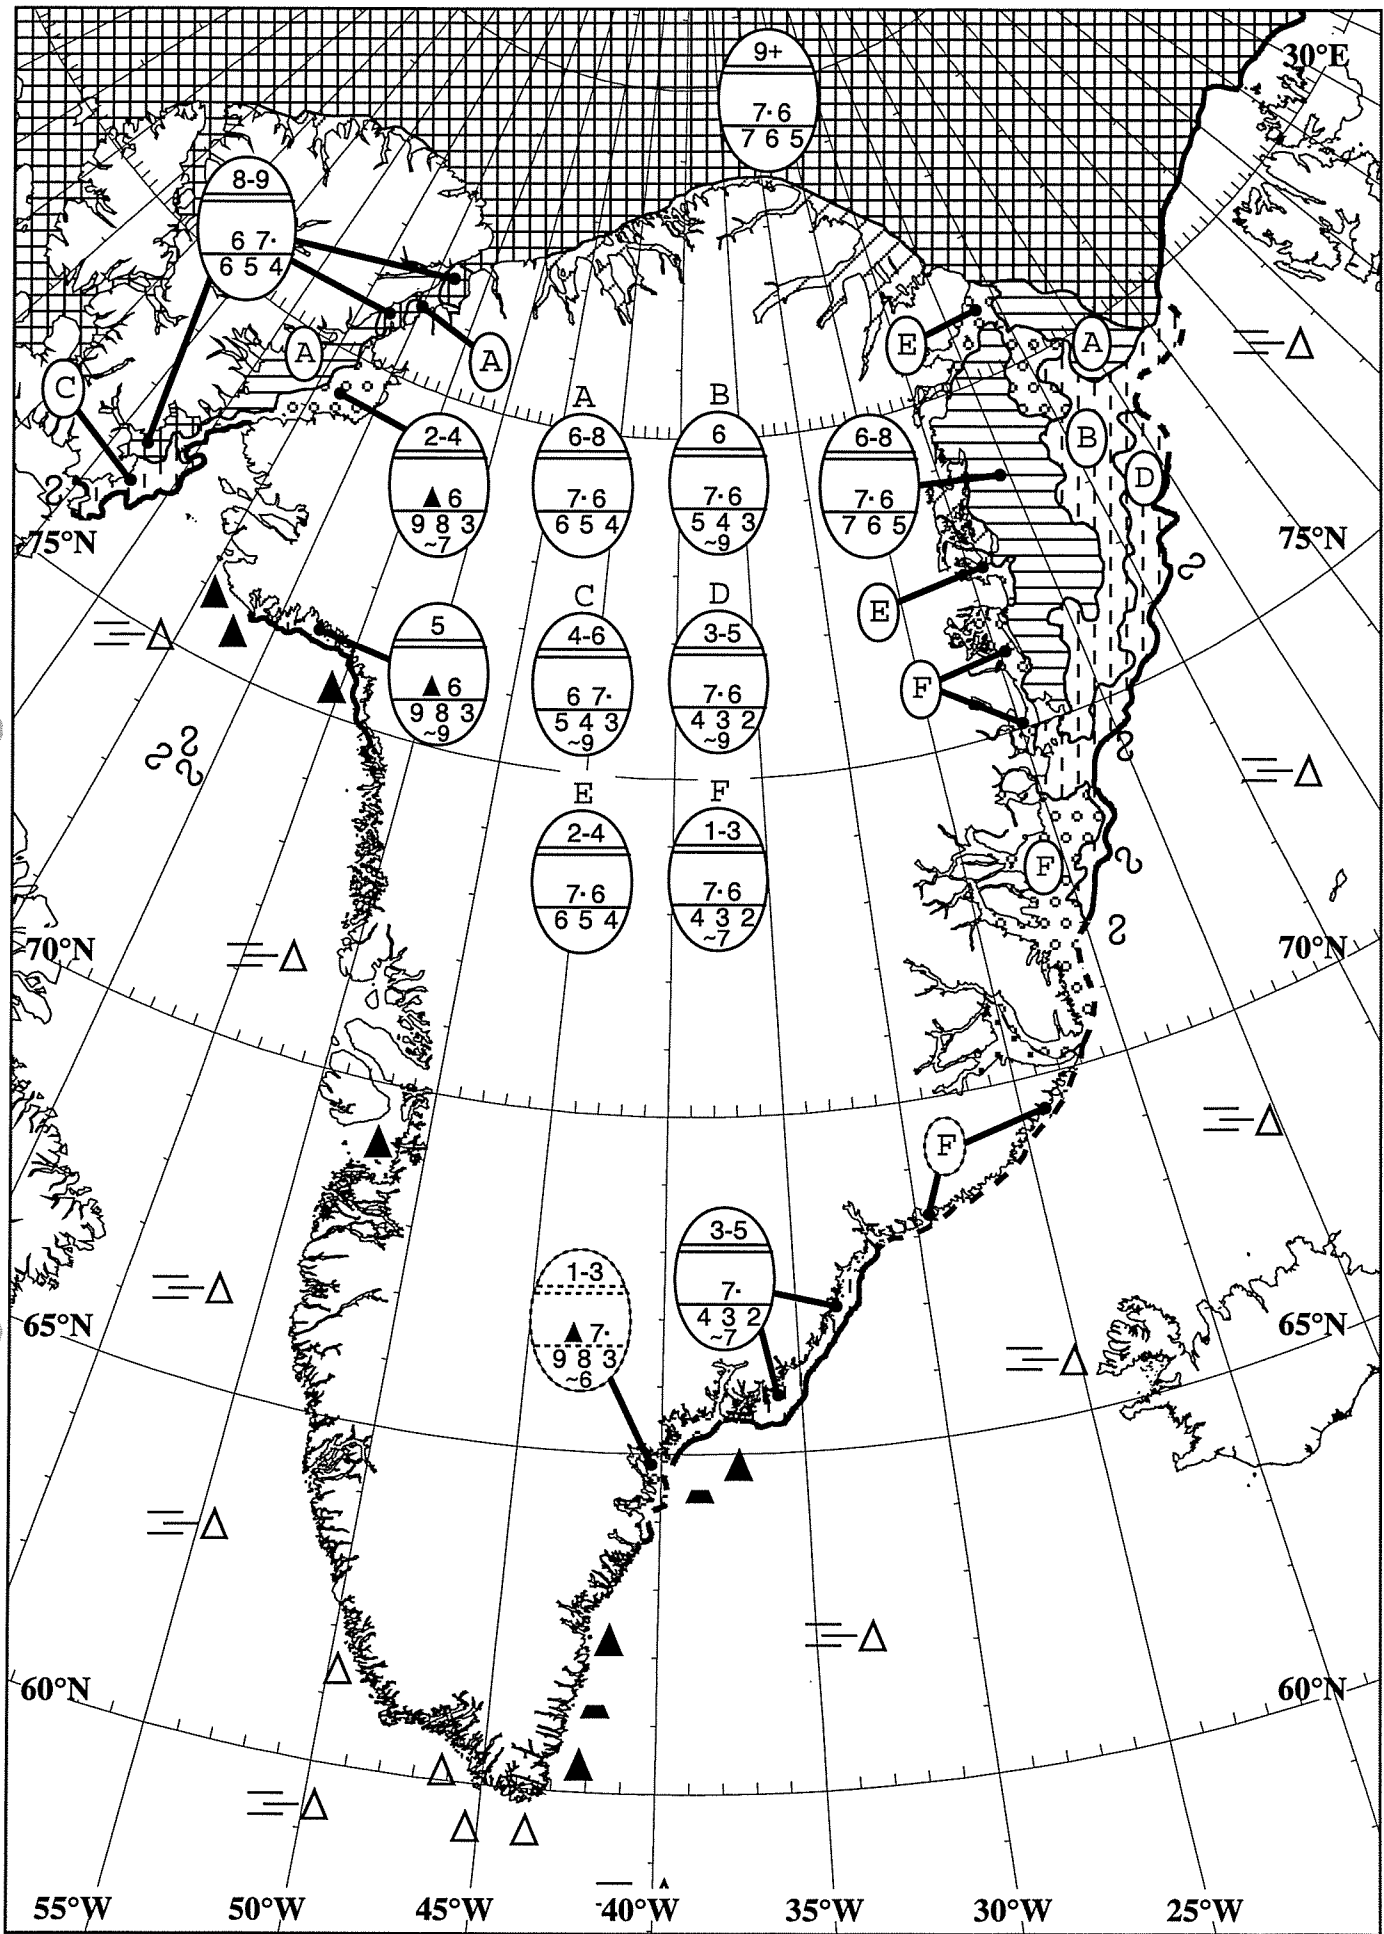 30°E
9+
7· 6
7 6 5
8-9
6 7·
6 5 4
E
A
A
A
C
A
B
2-4
▲ 6
9 8 3
~7
6-8
7· 6
6 5 4
6
7· 6
5 4 3
~9
6-8
7· 6
7 6 5
B
D
75°N
75°N
C
D
E
5
▲ 6
9 8 3
~9
4-6
6 7·
5 4 3
~9
3-5
7· 6
4 3 2
~9
F
E
F
2-4
7· 6
6 5 4
1-3
7· 6
4 3 2
~7
F
70°N
70°N
F
3-5
7·
4 3 2
~7
1-3
▲ 7·
9 8 3
~6
65°N
65°N
60°N
60°N
55°W
50°W
45°W
40°W
35°W
30°W
25°W